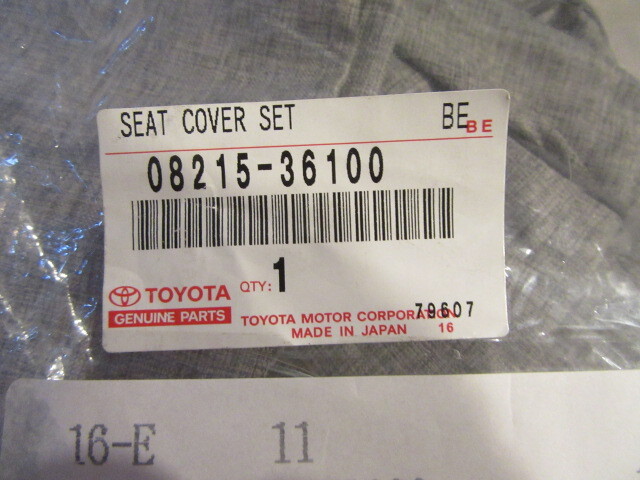 SEAT COVER SET BE BE
08215-36100
QTY: 1
TOYOTA
GENUINE PARTS
TOYOTA MOTOR CORPORATION 79607
MADE IN JAPAN 16
16-E 11